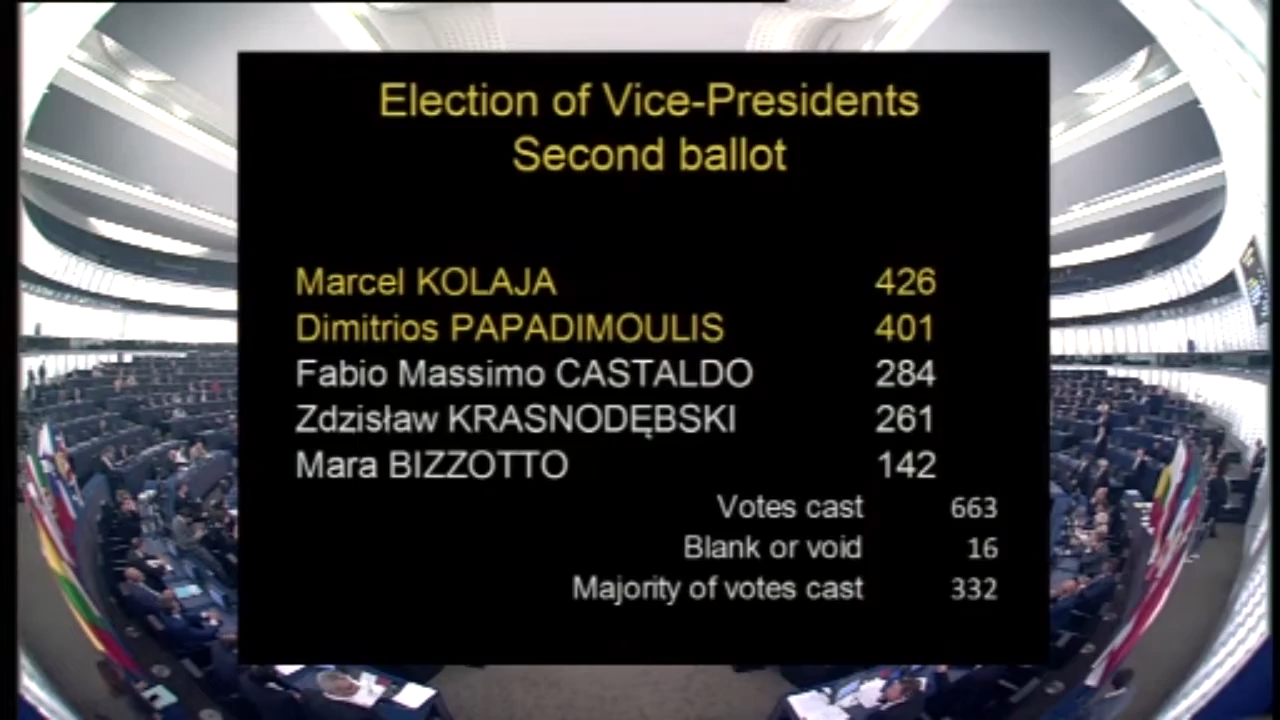 Election of Vice-Presidents
Second ballot
Marcel KOLAJA 426
Dimitrios PAPADIMOULIS 401
Fabio Massimo CASTALDO 284
Zdzisław KRASNODĘBSKI 261
Mara BIZZOTTO 142
Votes cast 663
Blank or void 16
Majority of votes cast 332